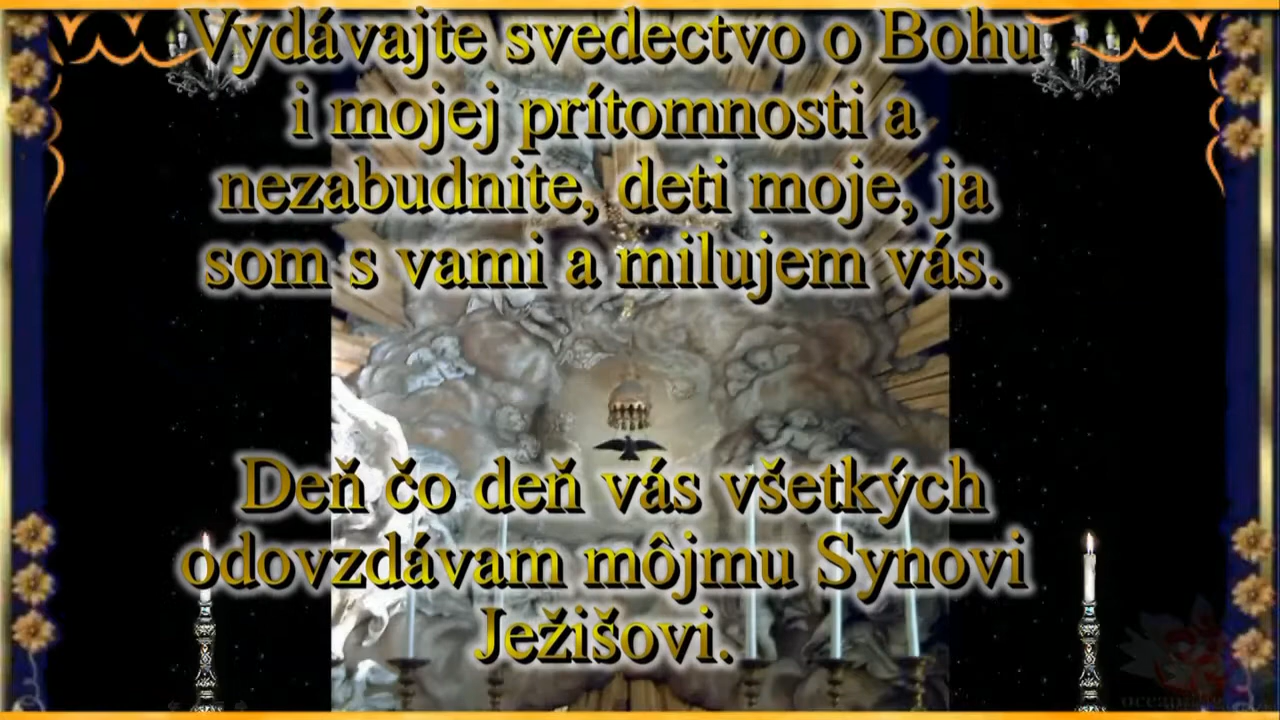 Vydávajte svedectvo o Bohu
i mojej prítomnosti a
nezabudnite, deti moje, ja
som s vami a milujem vás.
Deň čo deň vás všetkých
odovzdávam môjmu Synovi
Ježišovi.